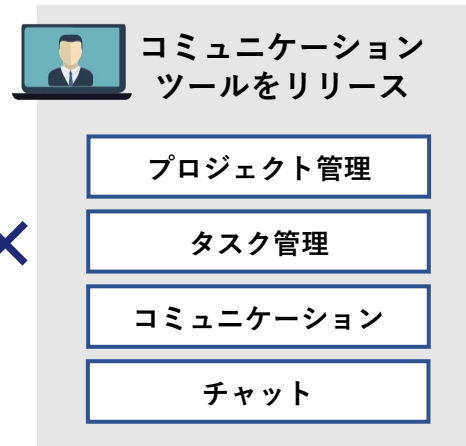 コミュニケーション
ツールをリリース
プロジェクト管理
×
タスク管理
コミュニケーション
チャット